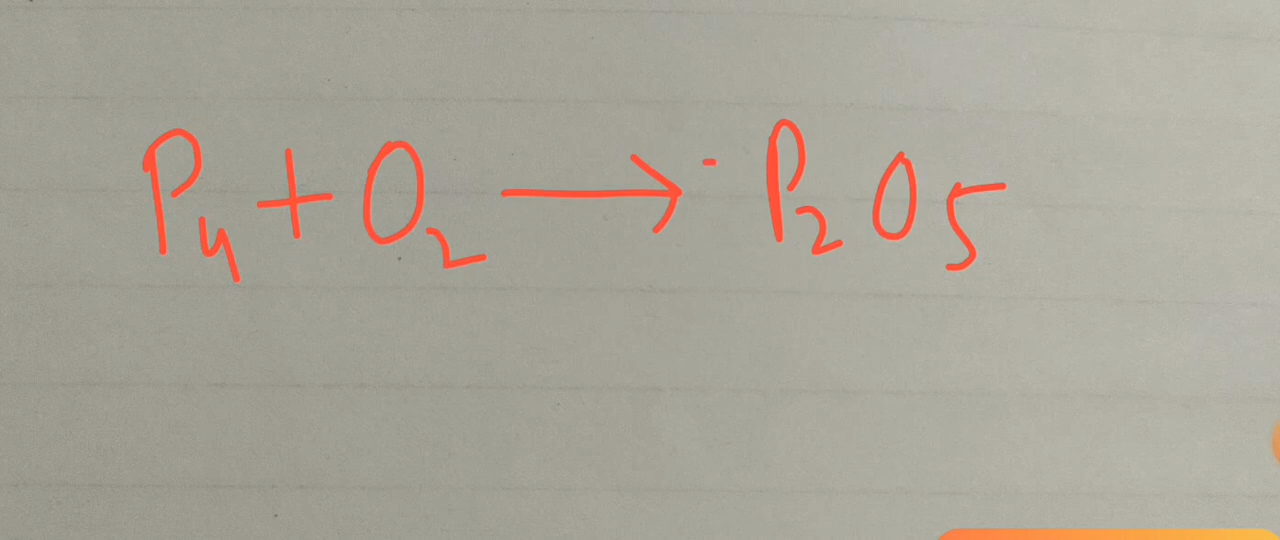 P₄ + O₂ → P₂O₅